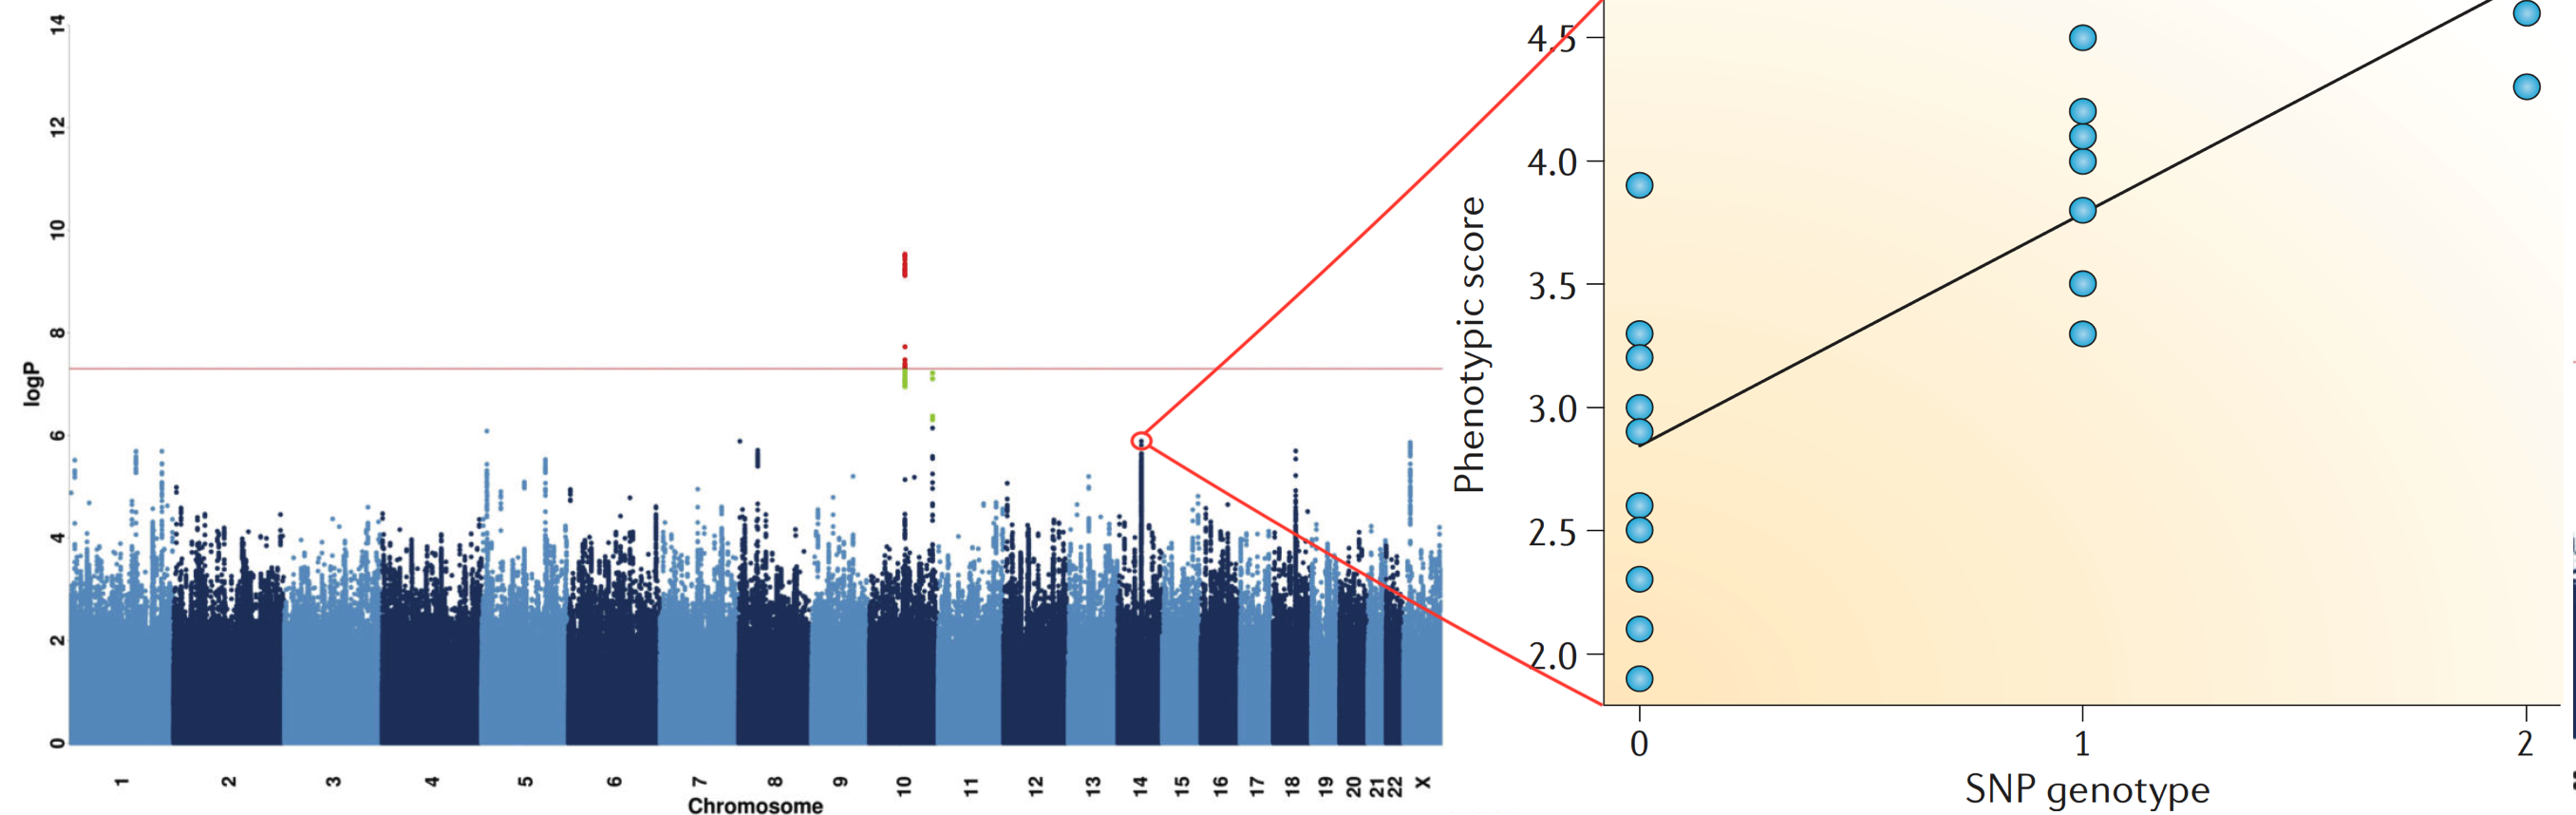 14
12
10
8
6
4
2
0
logP
1 2 3 4 5 6 7 8 9 10 11 12 13 14 15 16 17 18 19 20 21 22 X
Chromosome
4.5
4.0
3.5
3.0
2.5
2.0
Phenotypic score
0 1 2
SNP genotype